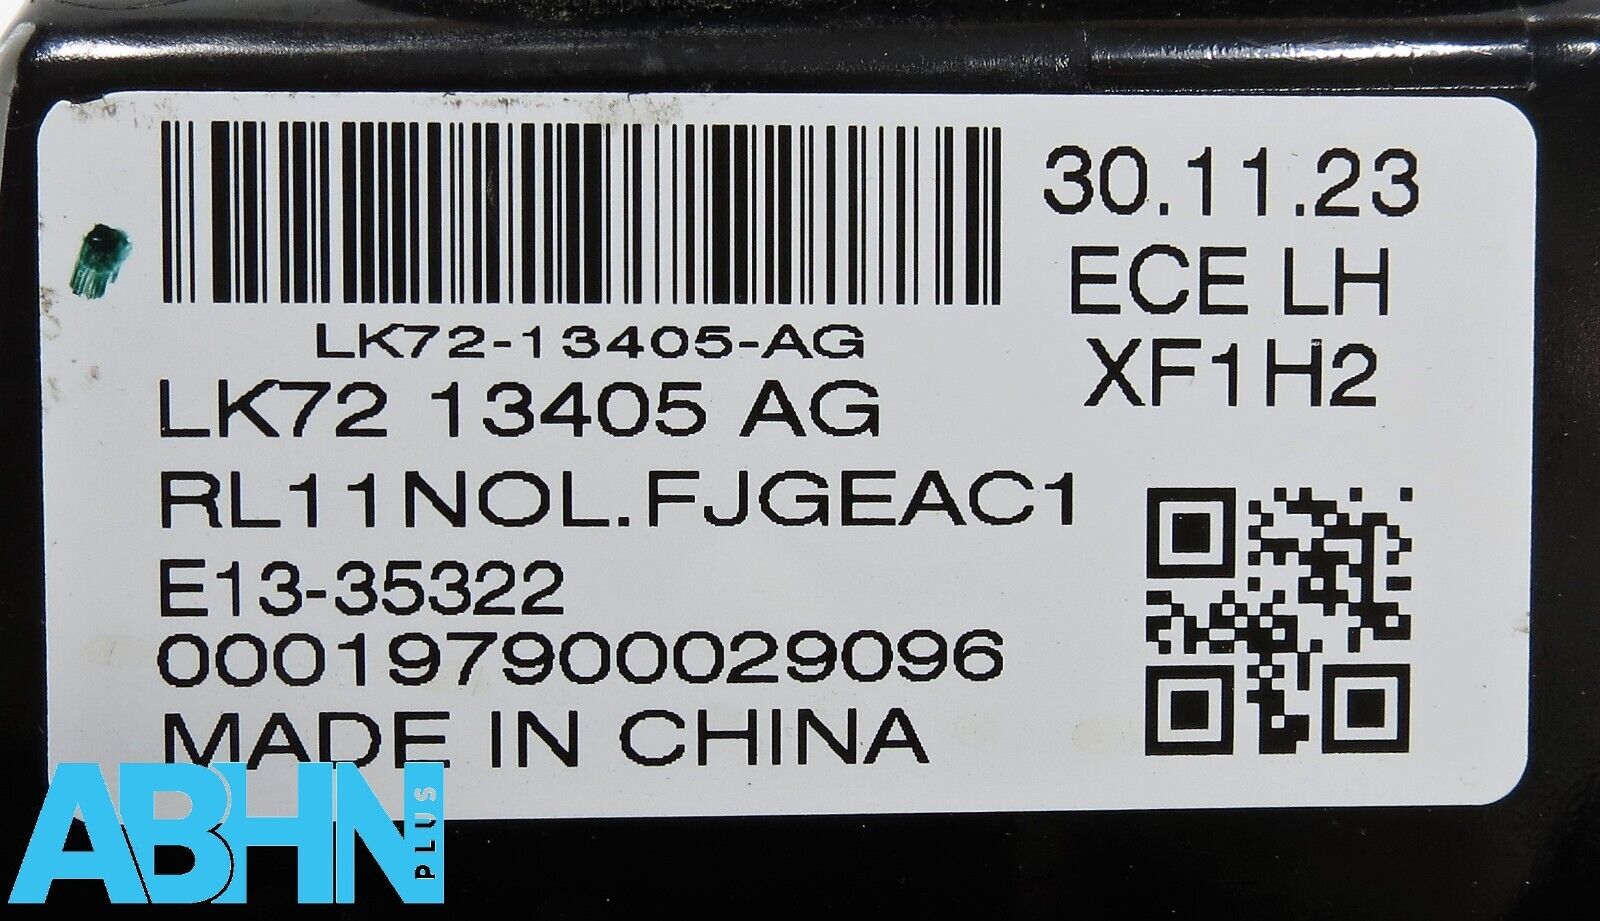 LK72-13405-AG
LK72 13405 AG
RL11NOL.FJGEAC1
E13-35322
0001979000029096
MADE IN CHINA
30.11.23
ECE LH
XF1H2
ABHN PLUS